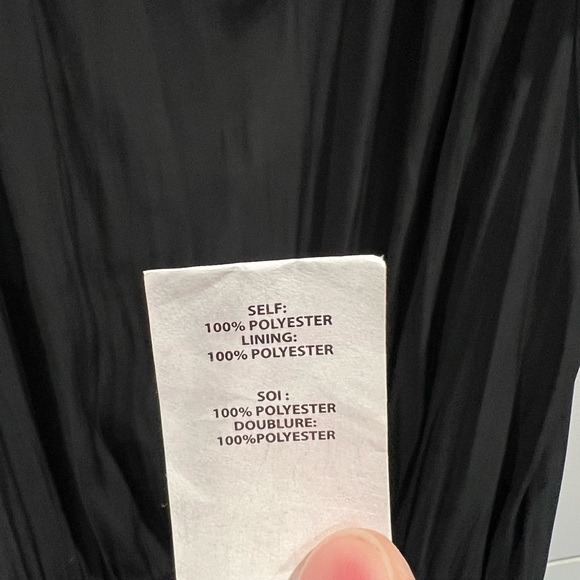 SELF:
100% POLYESTER
LINING:
100% POLYESTER
SOI :
100% POLYESTER
DOUBLURE:
100%POLYESTER